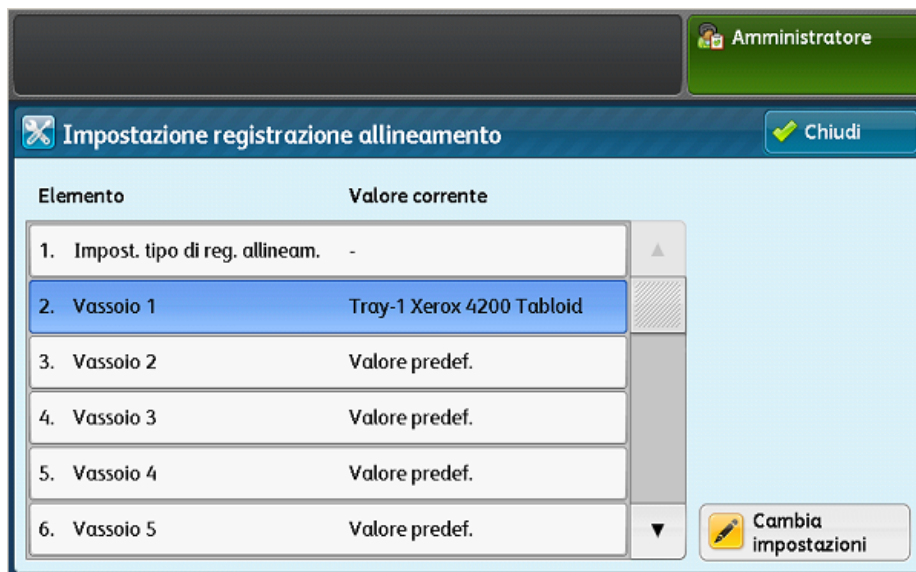 Amministratore
Impostazione registrazione allineamento
Chiudi
Elemento Valore corrente
1. Impost. tipo di reg. allineam. -
2. Vassoio 1 Tray-1 Xerox 4200 Tabloid
3. Vassoio 2 Valore predef.
4. Vassoio 3 Valore predef.
5. Vassoio 4 Valore predef.
6. Vassoio 5 Valore predef.
Cambia
impostazioni